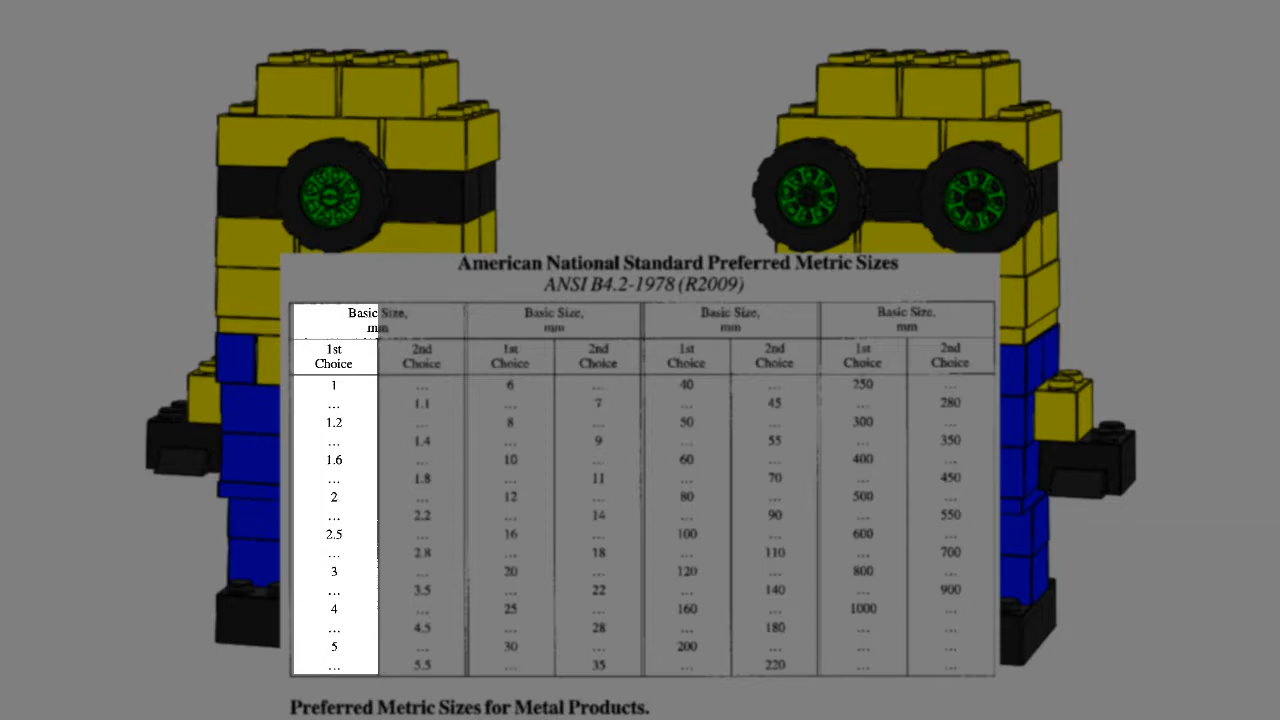 American National Standard Preferred Metric Sizes
ANSI B4.2-1978 (R2009)
Basic Size, mm Basic Size, mm Basic Size, mm Basic Size, mm
1st Choice 2nd Choice 1st Choice 2nd Choice 1st Choice 2nd Choice 1st Choice 2nd Choice
1 ... 6 ... 40 ... 250 ...
... 1.1 ... 7 ... 45 ... 280
1.2 ... 8 ... 50 ... 300 ...
... 1.4 ... 9 ... 55 ... 350
1.6 ... 10 ... 60 ... 400 ...
... 1.8 ... 11 ... 70 ... 450
2 ... 12 ... 80 ... 500 ...
... 2.2 ... 14 ... 90 ... 550
2.5 ... 16 ... 100 ... 600 ...
... 2.8 ... 18 ... 110 ... 700
3 ... 20 ... 120 ... 800 ...
... 3.5 ... 22 ... 140 ... 900
4 ... 25 ... 160 ... 1000 ...
... 4.5 ... 28 ... 180 ... ...
5 ... 30 ... 200 ... ... ...
... 5.5 ... 35 ... 220 ... ...
Preferred Metric Sizes for Metal Products.